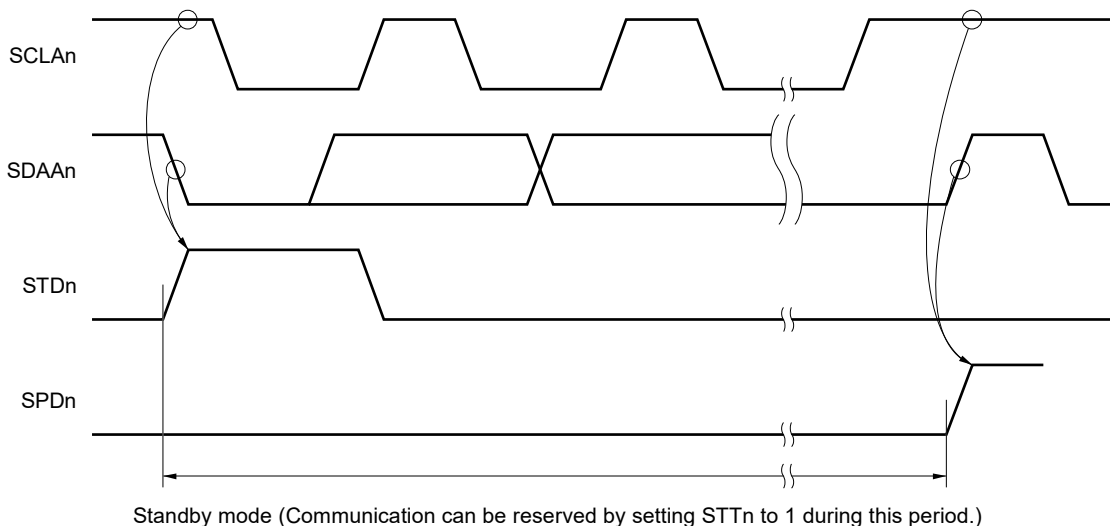 SCLAn
SDAAn
STDn
SPDn
Standby mode (Communication can be reserved by setting STTn to 1 during this period.)